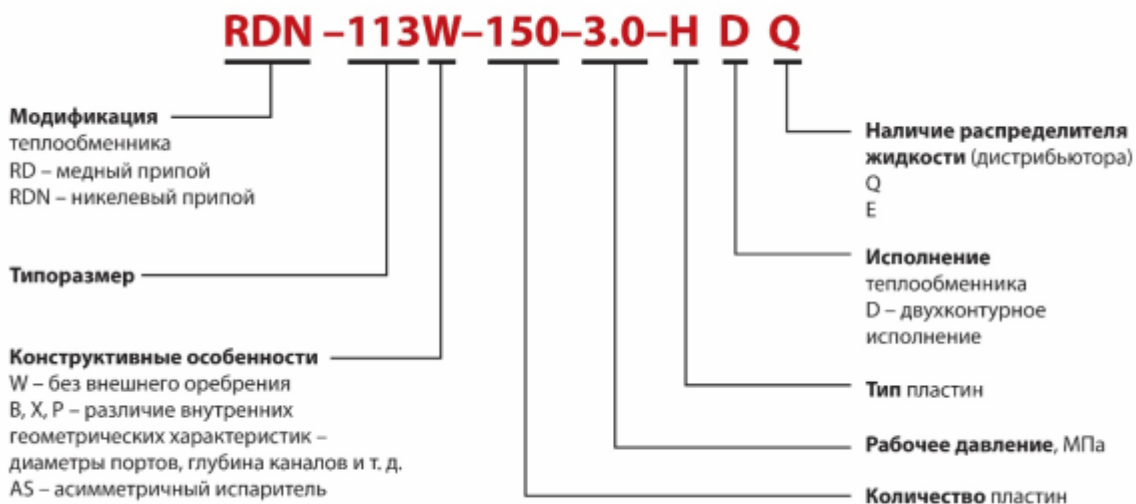 RDN –113W–150–3.0–H D Q
Модификация
теплообменника
RD – медный припой
RDN – никелевый припой
Типоразмер
Конструктивные особенности
W – без внешнего оребрения
B, X, P – различие внутренних
геометрических характеристик –
диаметры портов, глубина каналов и т. д.
AS – асимметричный испаритель
Наличие распределителя
жидкости (дистрибьютора)
Q
E
Исполнение
теплообменника
D – двухконтурное
исполнение
Тип пластин
Рабочее давление, МПа
Количество пластин